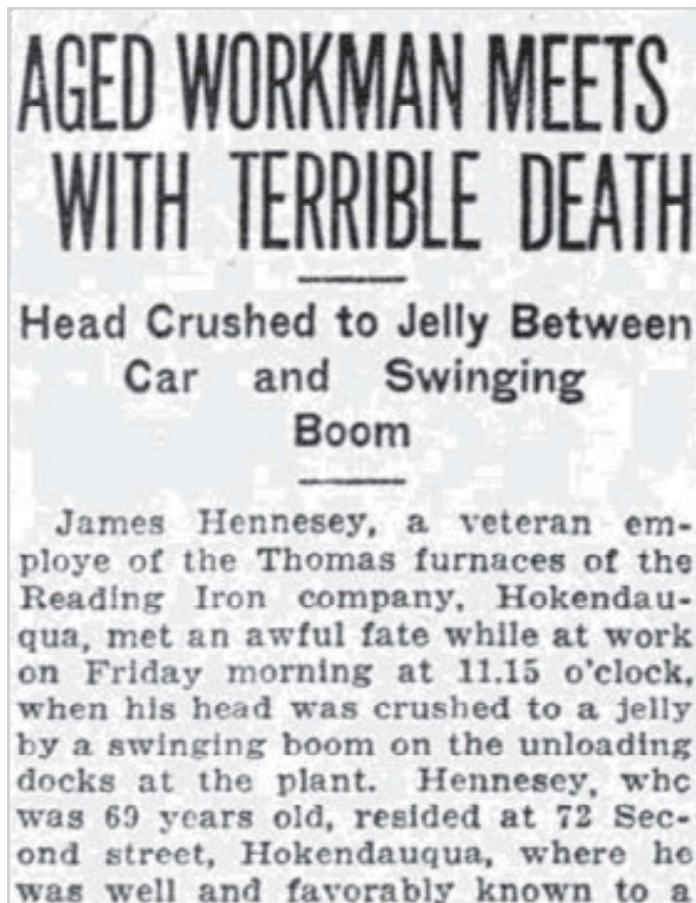 AGED WORKMAN MEETS
WITH TERRIBLE DEATH
Head Crushed to Jelly Between
Car and Swinging
Boom
James Hennesey, a veteran em-
ploye of the Thomas furnaces of the
Reading Iron company, Hokendau-
qua, met an awful fate while at work
on Friday morning at 11.15 o'clock,
when his head was crushed to a jelly
by a swinging boom on the unloading
docks at the plant. Hennesey, who
was 69 years old, resided at 72 Sec-
ond street, Hokendauqua, where he
was well and favorably known to a